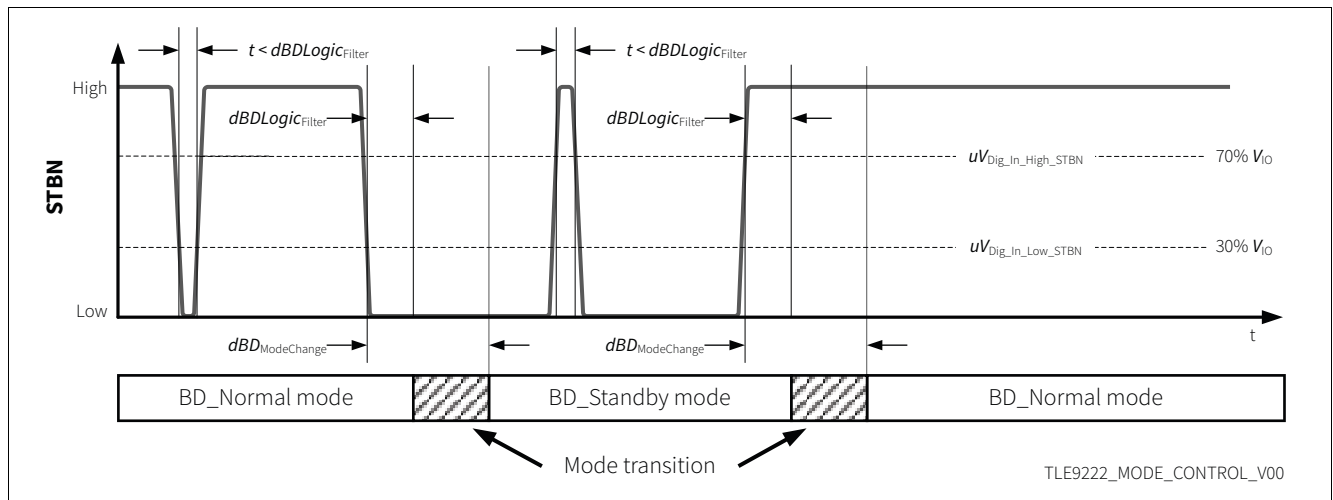 t < dBDLogicFilter t < dBDLogicFilter
High
dBDLogicFilter dBDLogicFilter
uVDig_In_High_STBN 70% VIO
STBN
uVDig_In_Low_STBN 30% VIO
Low
t
dBDModeChange dBDModeChange
BD_Normal mode BD_Standby mode BD_Normal mode
Mode transition
TLE9222_MODE_CONTROL_V00